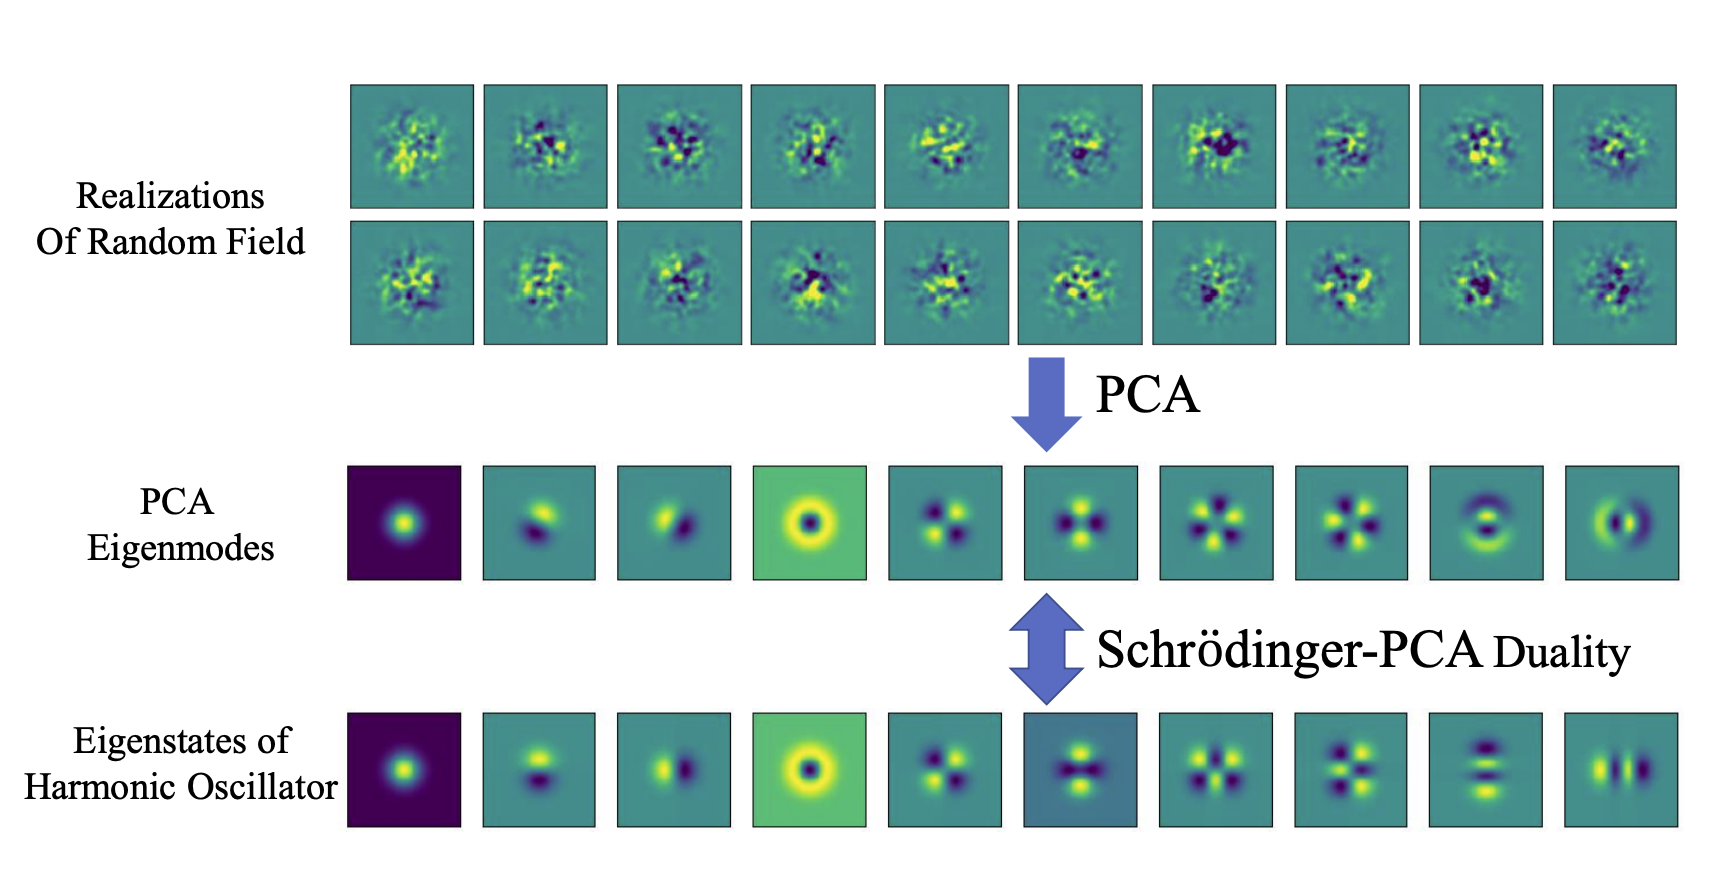 Realizations
Of Random Field
PCA
PCA
Eigenmodes
Schrödinger-PCA Duality
Eigenstates of
Harmonic Oscillator